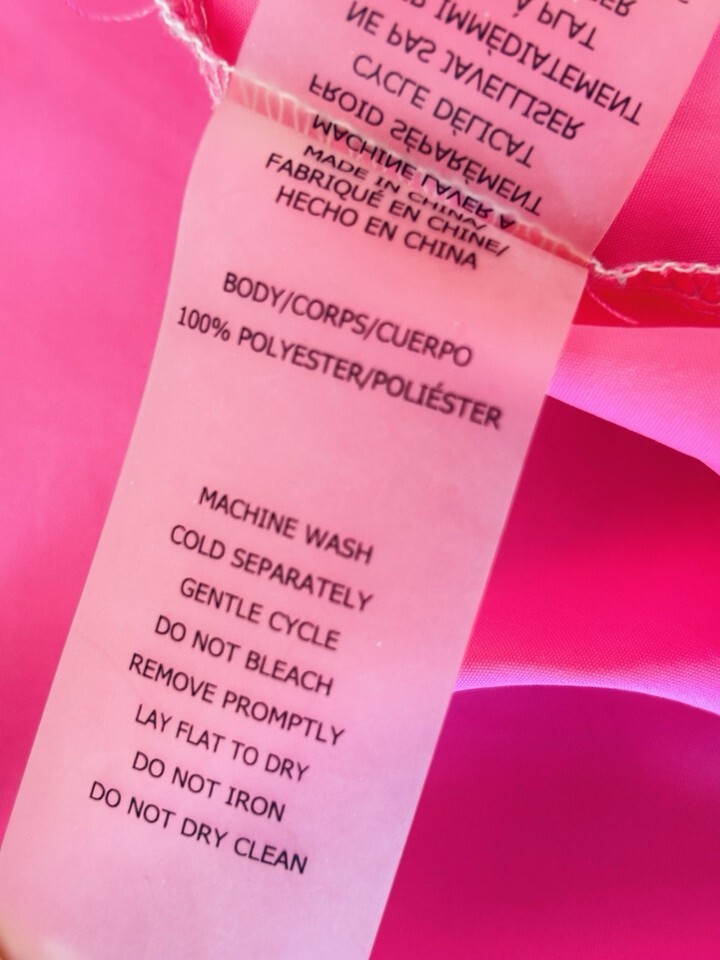 À PLAT
P IMMÉDIATEMENT
NE PAS JAVELLISER
CYCLE DÉLICAT
FROID SÉPARÉMENT
MACHINE LAVER À
MADE IN CHINA/
FABRIQUÉ EN CHINE/
HECHO EN CHINA
BODY/CORPS/CUERPO
100% POLYESTER/POLIÉSTER
MACHINE WASH
COLD SEPARATELY
GENTLE CYCLE
DO NOT BLEACH
REMOVE PROMPTLY
LAY FLAT TO DRY
DO NOT IRON
DO NOT DRY CLEAN